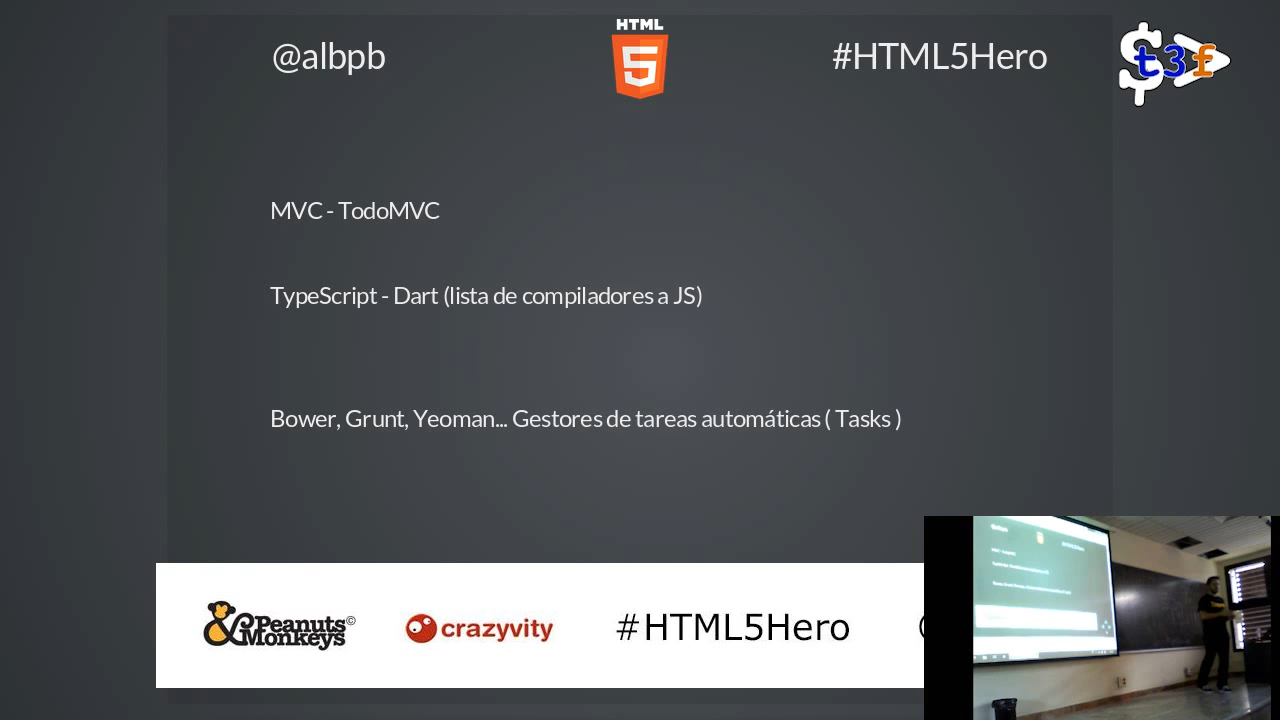 @albpb
HTML
5
#HTML5Hero
$t3f
MVC - TodoMVC
TypeScript - Dart (lista de compiladores a JS)
Bower, Grunt, Yeoman... Gestores de tareas automáticas ( Tasks )
&Peanuts©
Monkeys
crazyvity
#HTML5Hero